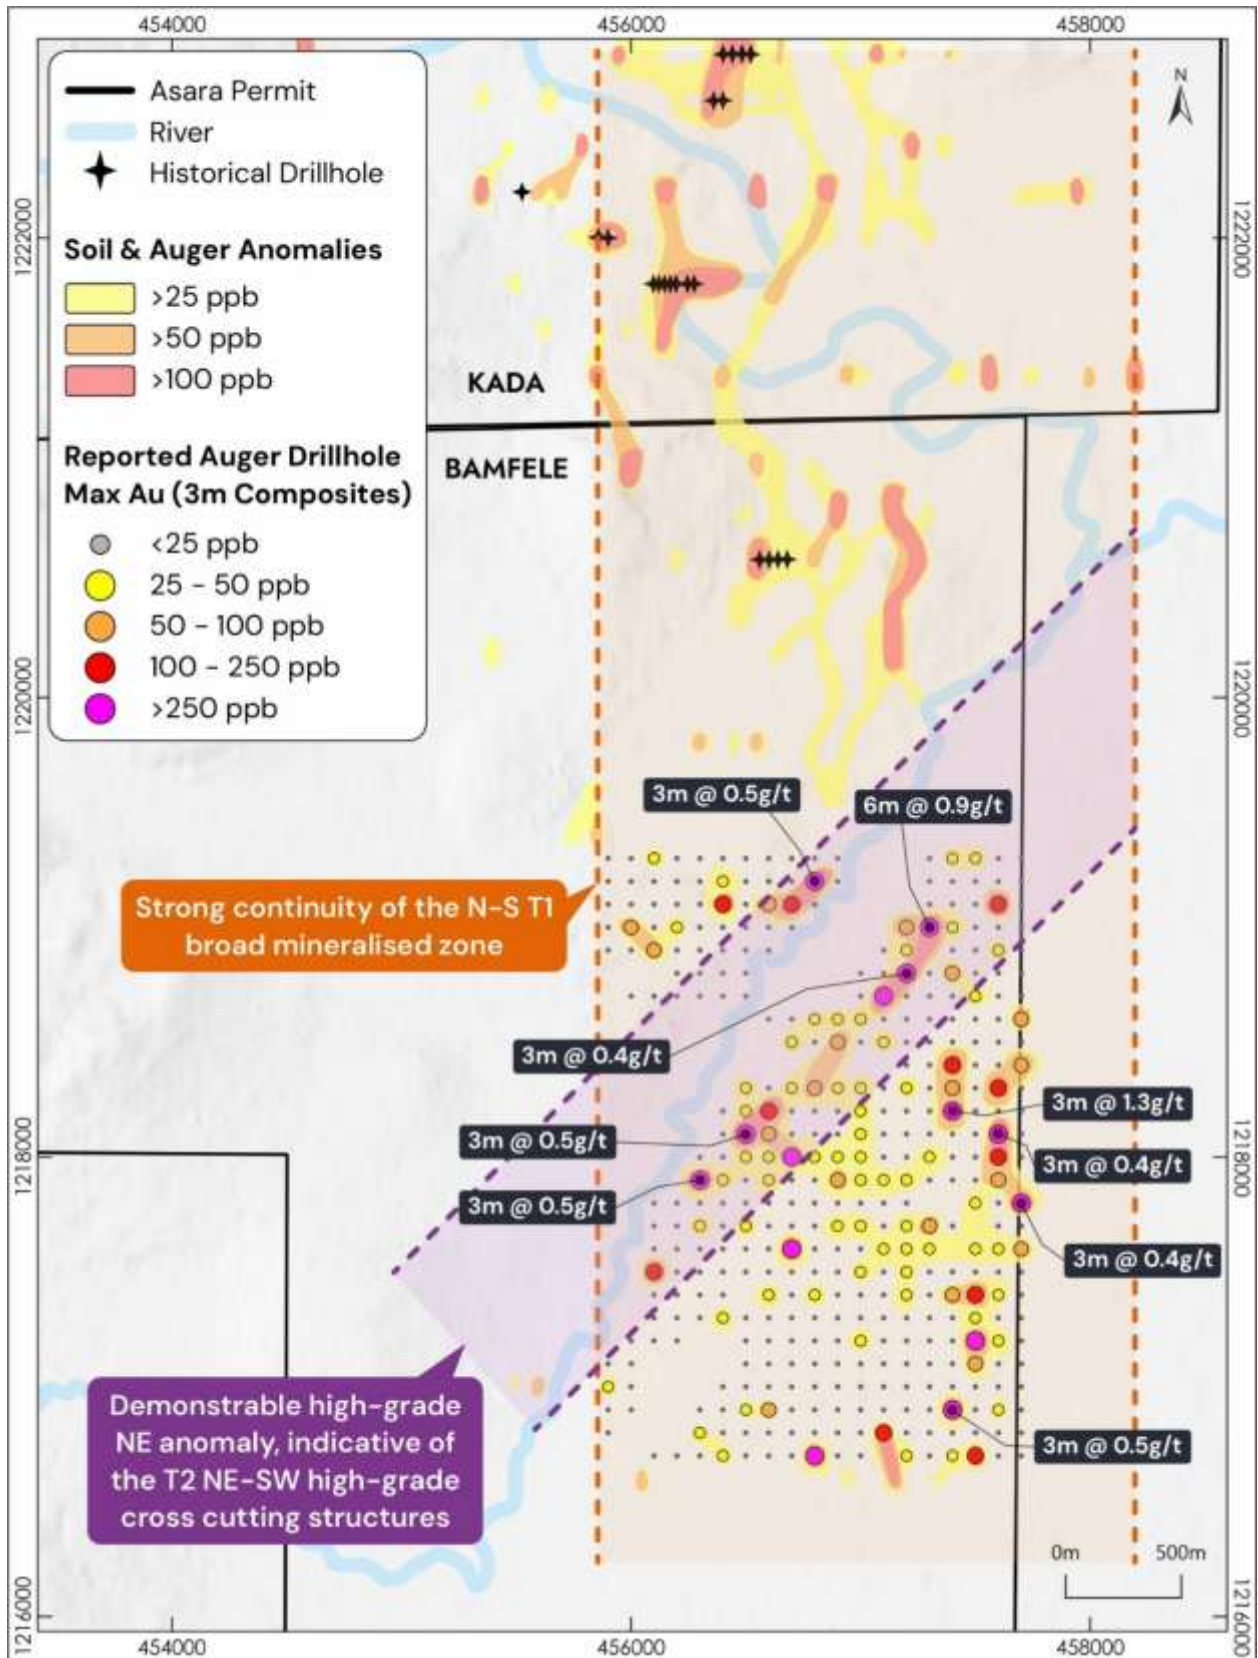 454000
456000
458000
N
Asara Permit
River
Historical Drillhole
Soil & Auger Anomalies
>25 ppb
>50 ppb
>100 ppb
Reported Auger Drillhole
Max Au (3m Composites)
<25 ppb
25 - 50 ppb
50 - 100 ppb
100 - 250 ppb
>250 ppb
1222000
1222000
KADA
BAMFELE
1220000
1220000
3m @ 0.5g/t
6m @ 0.9g/t
Strong continuity of the N-S T1
broad mineralised zone
3m @ 0.4g/t
3m @ 1.3g/t
3m @ 0.5g/t
3m @ 0.4g/t
1218000
1218000
3m @ 0.5g/t
3m @ 0.4g/t
Demonstrable high-grade
NE anomaly, indicative of
the T2 NE-SW high-grade
cross cutting structures
3m @ 0.5g/t
0m
500m
1216000
1216000
454000
456000
458000